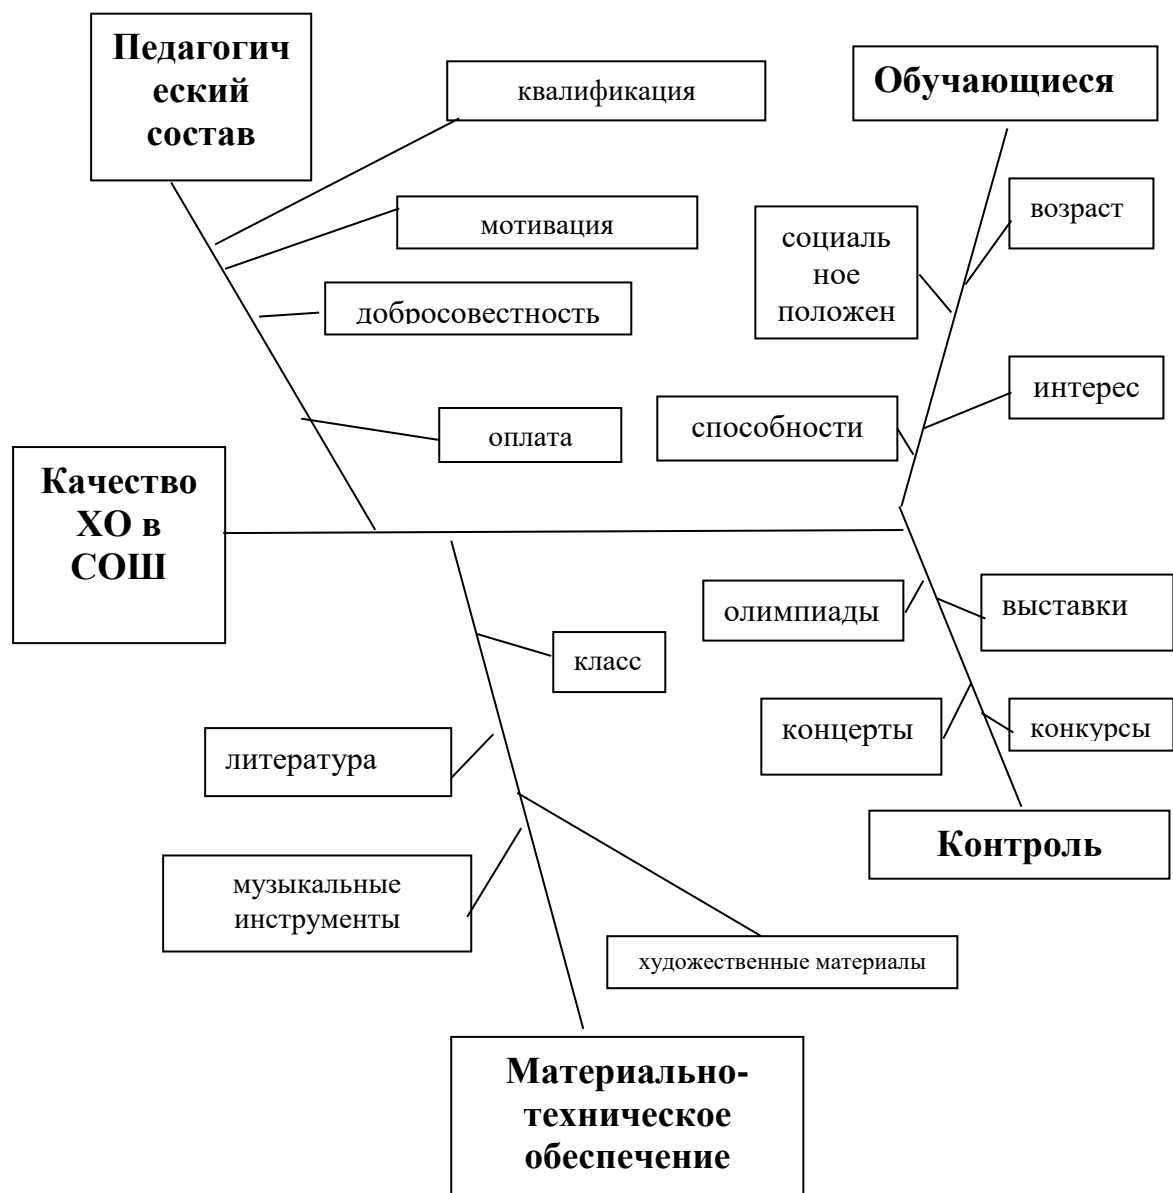 Педагогич
еский
состав
квалификация
Обучающиеся
мотивация
социаль
ное
положен
возраст
добросовестность
интерес
способности
оплата
Качество
ХО в
СОШ
олимпиады
выставки
класс
концерты
конкурсы
литература
Контроль
музыкальные
инструменты
художественные материалы
Материально-
техническое
обеспечение